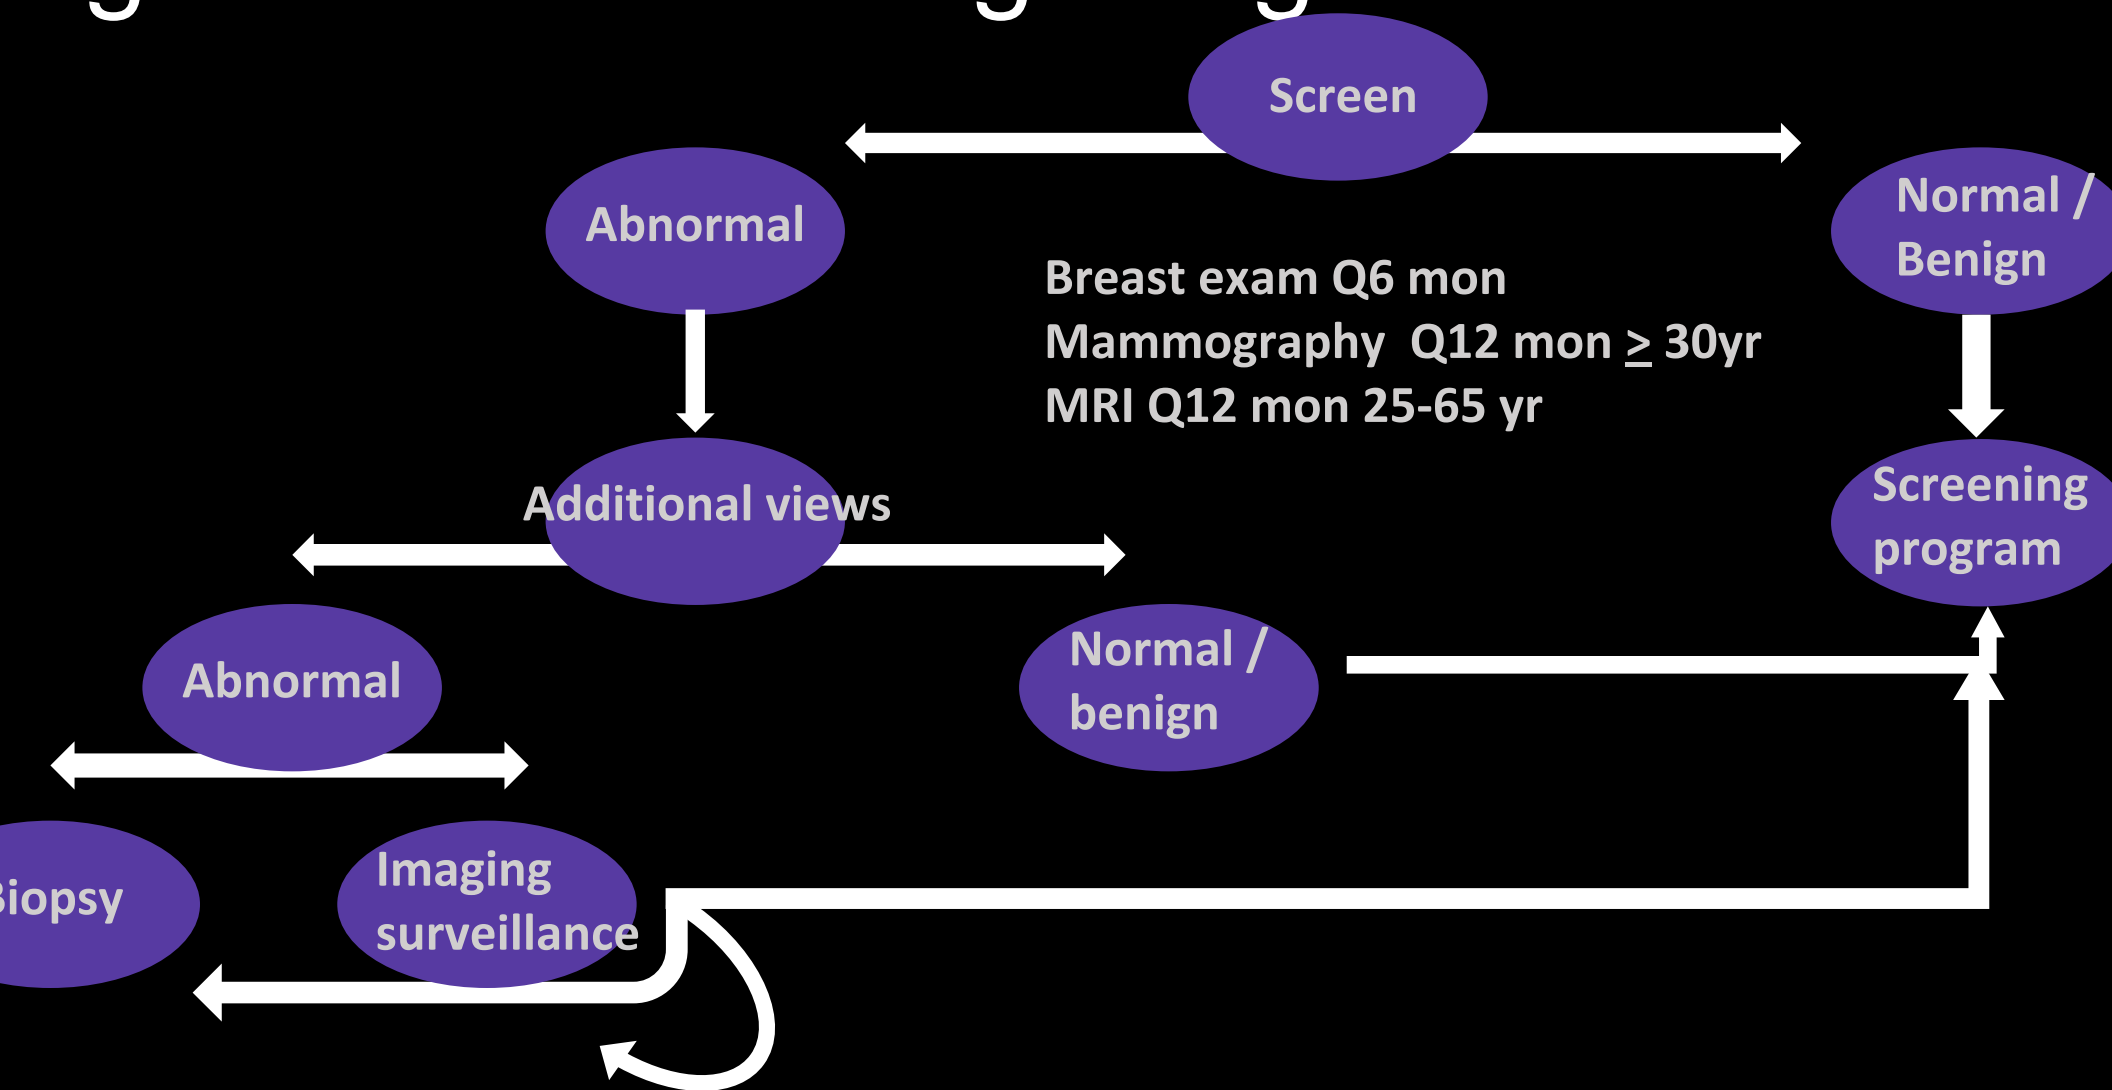 Screen
Abnormal
Normal /
Benign
Breast exam Q6 mon
Mammography Q12 mon ≥ 30yr
MRI Q12 mon 25-65 yr
Additional views
Screening
program
Abnormal
Normal /
benign
Biopsy
Imaging
surveillance